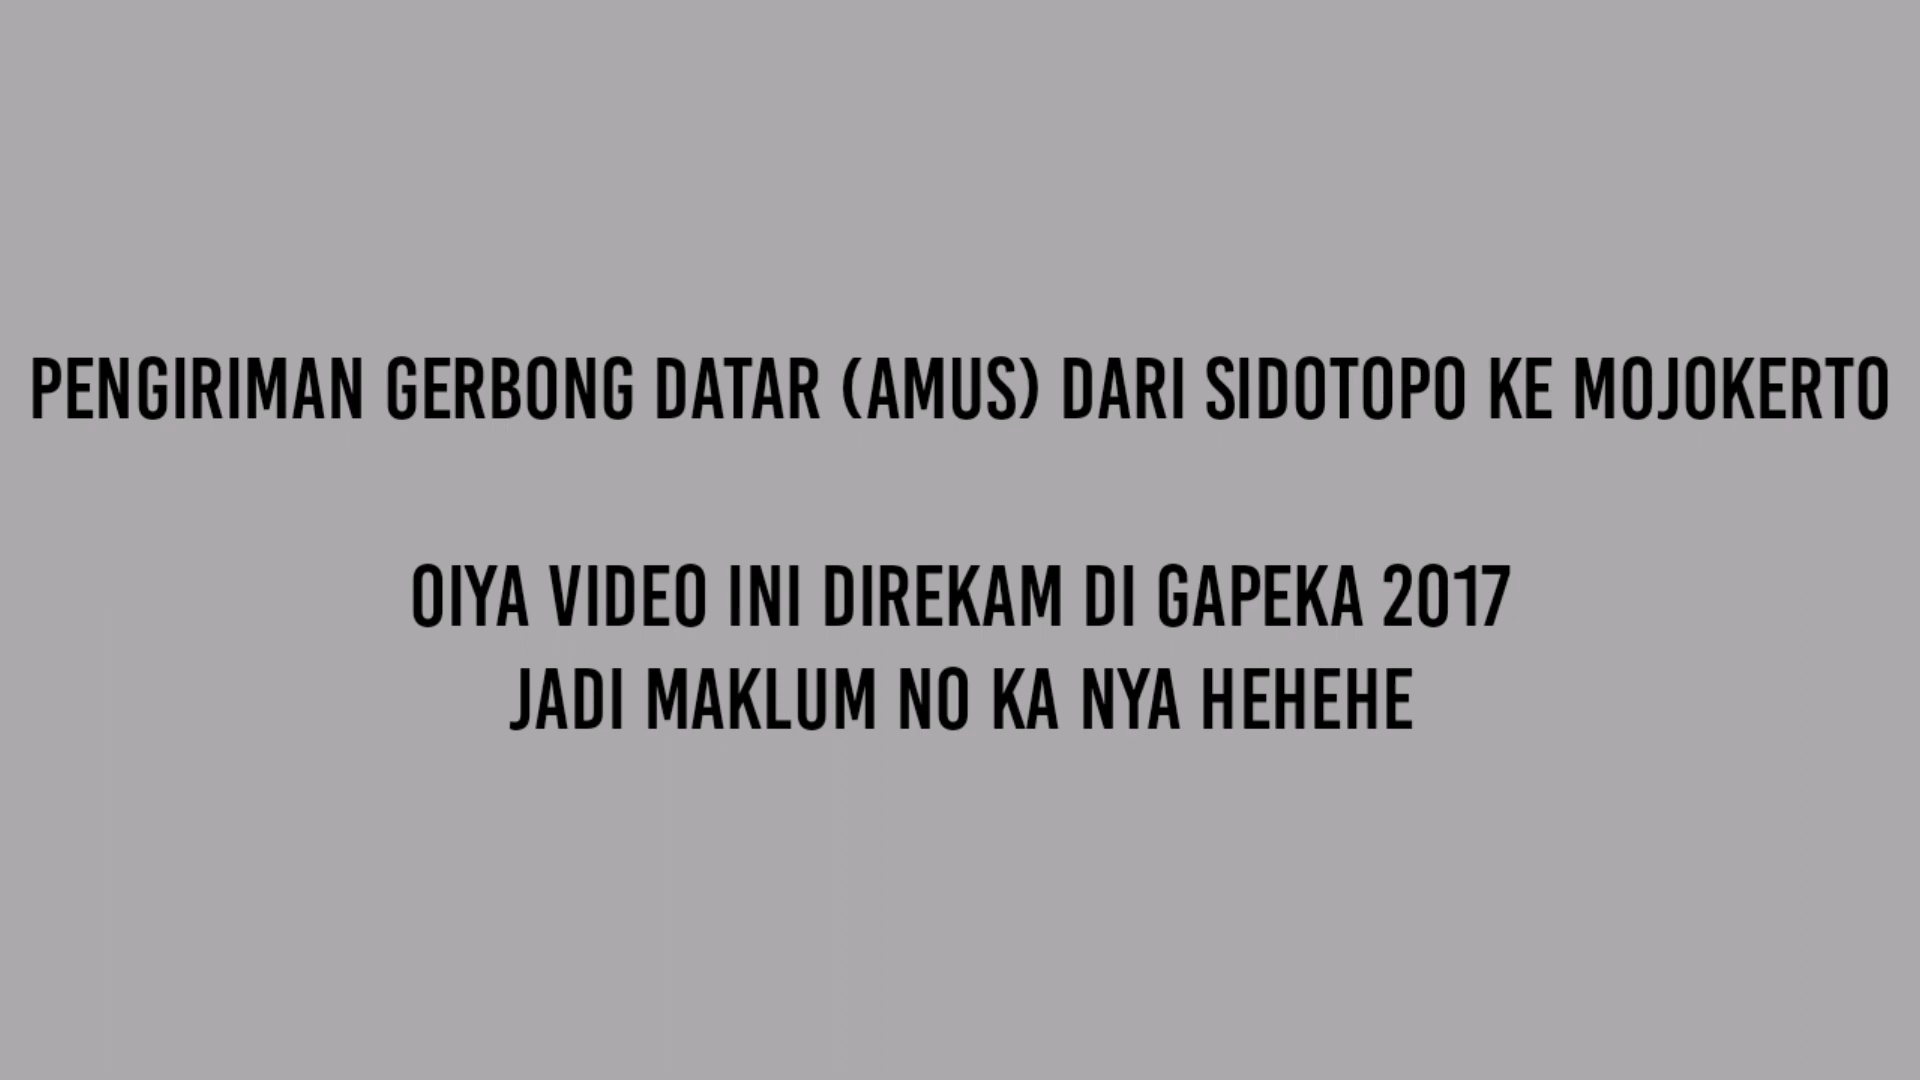 PENGIRIMAN GERBONG DATAR (AMUS) DARI SIDOTOPO KE MOJOKERTO
OIYA VIDEO INI DIREKAM DI GAPEKA 2017
JADI MAKLUM NO KA NYA HEHEHE